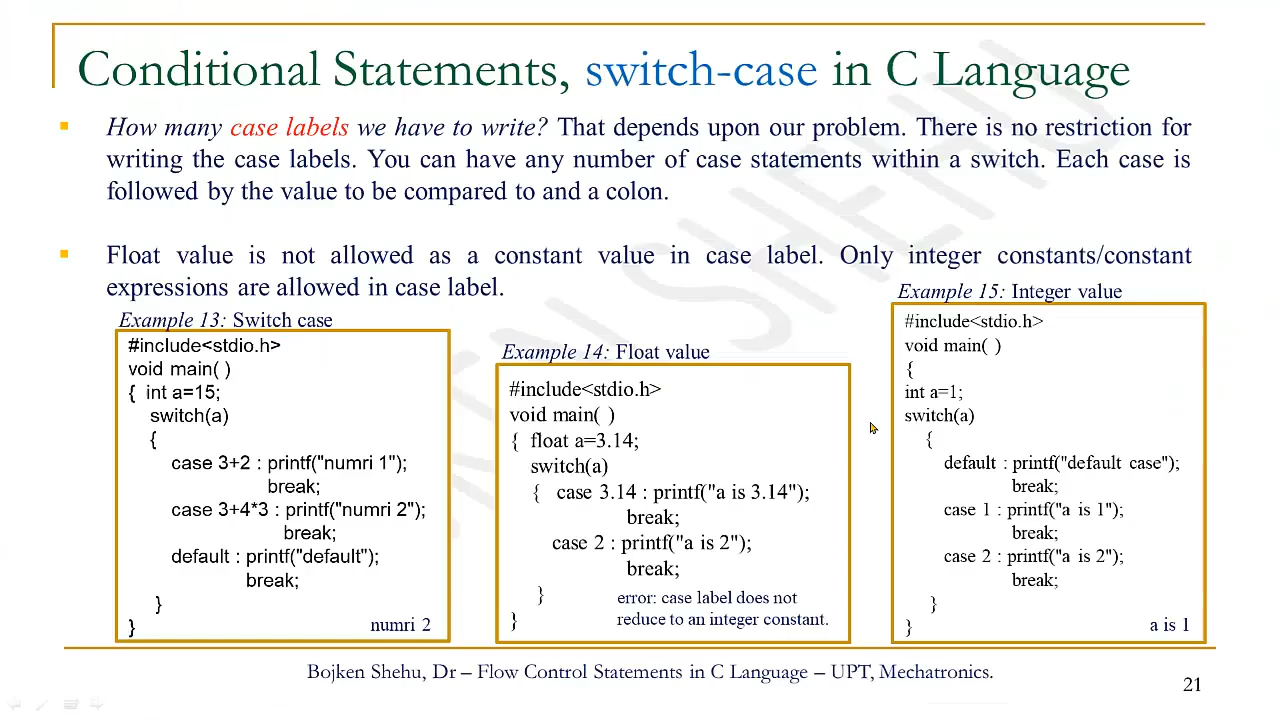 Conditional Statements, switch-case in C Language
How many case labels we have to write? That depends upon our problem. There is no restriction for
writing the case labels. You can have any number of case statements within a switch. Each case is
followed by the value to be compared to and a colon.
Float value is not allowed as a constant value in case label. Only integer constants/constant
expressions are allowed in case label.
Example 13: Switch case
#include<stdio.h>
void main( )
{ int a=15;
switch(a)
{
case 3+2 : printf("numri 1");
break;
case 3+4*3 : printf("numri 2");
break;
default : printf("default");
break;
}
}
numri 2
Example 14: Float value
#include<stdio.h>
void main( )
{ float a=3.14;
switch(a)
{ case 3.14 : printf("a is 3.14");
break;
case 2 : printf("a is 2");
break;
}
error: case label does not
reduce to an integer constant.
}
Example 15: Integer value
#include<stdio.h>
void main( )
{
int a=1;
switch(a)
{
default : printf("default case");
break;
case 1 : printf("a is 1");
break;
case 2 : printf("a is 2");
break;
}
}
a is 1
Bojken Shehu, Dr – Flow Control Statements in C Language – UPT, Mechatronics.
21